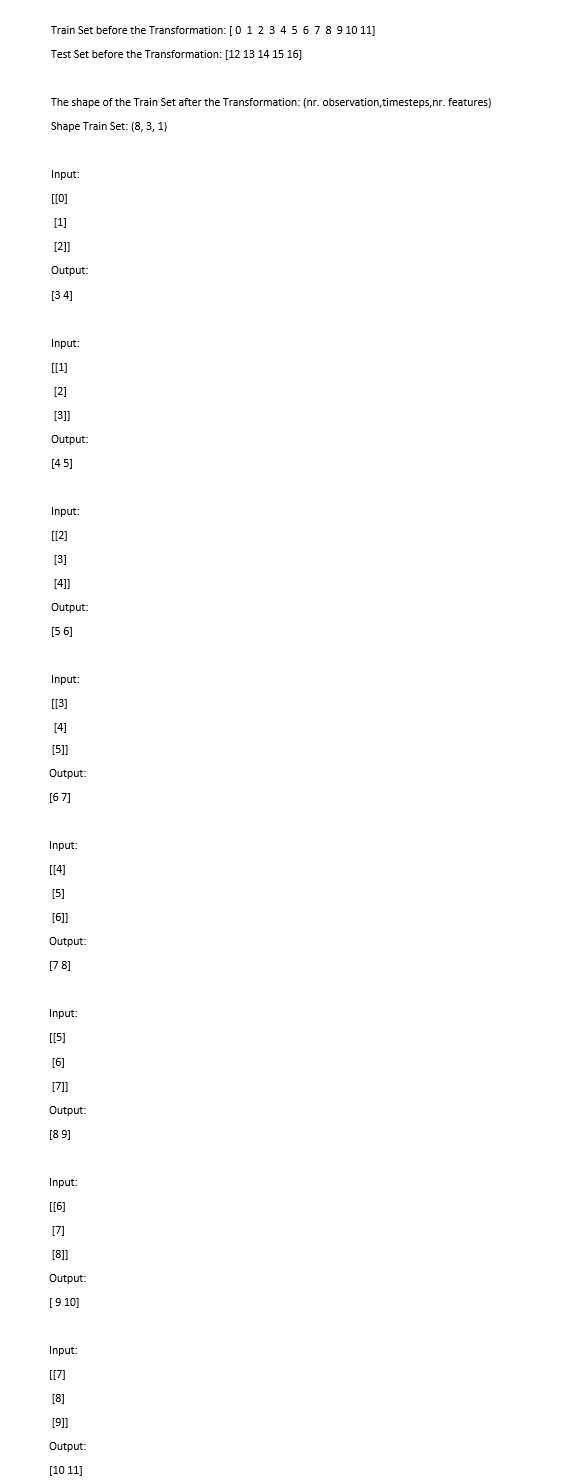 Train Set before the Transformation: [ 0  1  2  3  4  5  6  7  8  9 10 11]
Test Set before the Transformation: [12 13 14 15 16]
The shape of the Train Set after the Transformation: (nr. observation,timesteps,nr. features)
Shape Train Set: (8, 3, 1)
Input:
[[0]
[1]
[2]]
Output:
[3 4]
Input:
[[1]
[2]
[3]]
Output:
[4 5]
Input:
[[2]
[3]
[4]]
Output:
[5 6]
Input:
[[3]
[4]
[5]]
Output:
[6 7]
Input:
[[4]
[5]
[6]]
Output:
[7 8]
Input:
[[5]
[6]
[7]]
Output:
[8 9]
Input:
[[6]
[7]
[8]]
Output:
[ 9 10]
Input:
[[7]
[8]
[9]]
Output:
[10 11]